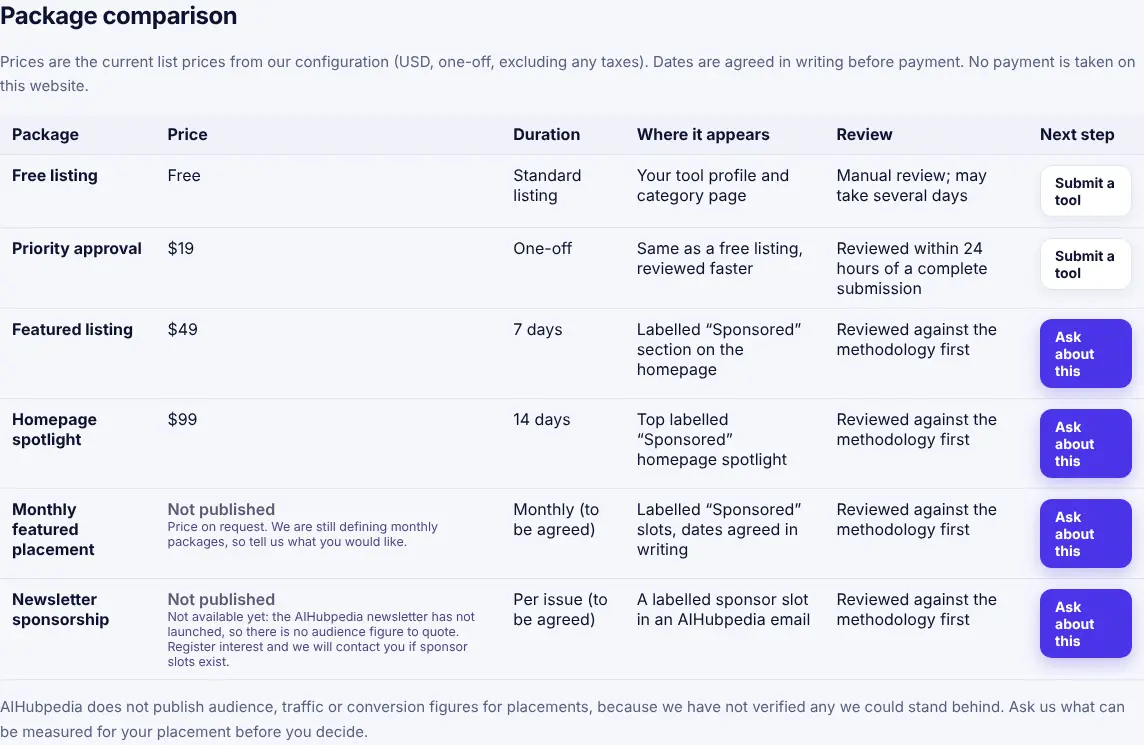 Package comparison
Prices are the current list prices from our configuration (USD, one-off, excluding any taxes). Dates are agreed in writing before payment. No payment is taken on
this website.
Package Price Duration Where it appears Review Next step
Free listing
Free
Standard
listing
Your tool profile and
category page
Manual review; may
take several days
Submit a
tool
Priority approval
$19
One-off
Same as a free listing,
reviewed faster
Reviewed within 24
hours of a complete
submission
Submit a
tool
Featured listing
$49
7 days
Labelled “Sponsored”
section on the
homepage
Reviewed against the
methodology first
Ask
about
this
Homepage
spotlight
$99
14 days
Top labelled
“Sponsored”
homepage spotlight
Reviewed against the
methodology first
Ask
about
this
Monthly
featured
placement
Not published
Price on request. We are still defining monthly
packages, so tell us what you would like.
Monthly (to
be agreed)
Labelled “Sponsored”
slots, dates agreed in
writing
Reviewed against the
methodology first
Ask
about
this
Newsletter
sponsorship
Not published
Not available yet: the AIHubpedia newsletter has not
launched, so there is no audience figure to quote.
Register interest and we will contact you if sponsor
slots exist.
Per issue (to
be agreed)
A labelled sponsor slot
in an AIHubpedia email
Reviewed against the
methodology first
Ask
about
this
AIHubpedia does not publish audience, traffic or conversion figures for placements, because we have not verified any we could stand behind. Ask us what can
be measured for your placement before you decide.